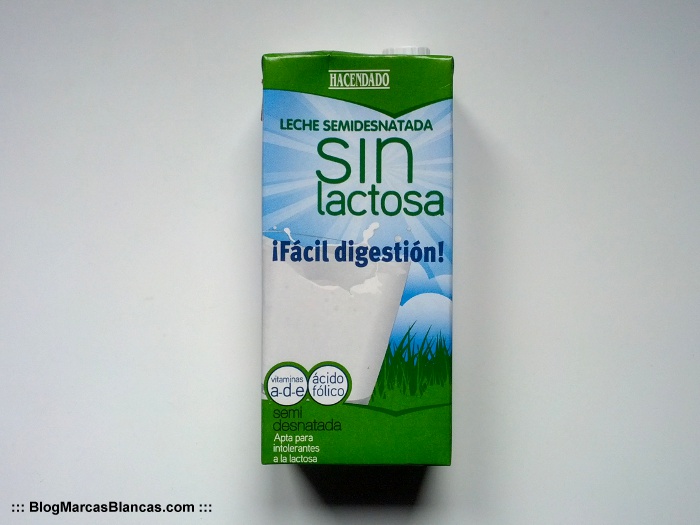 HACENDADO
LECHE SEMIDESNATADA
sin
lactosa
¡Fácil digestión!
vitaminas
a-d-e
ácido
fólico
semi
desnatada
Apta para
intolerantes
a la lactosa
::: BlogMarcasBlancas.com :::